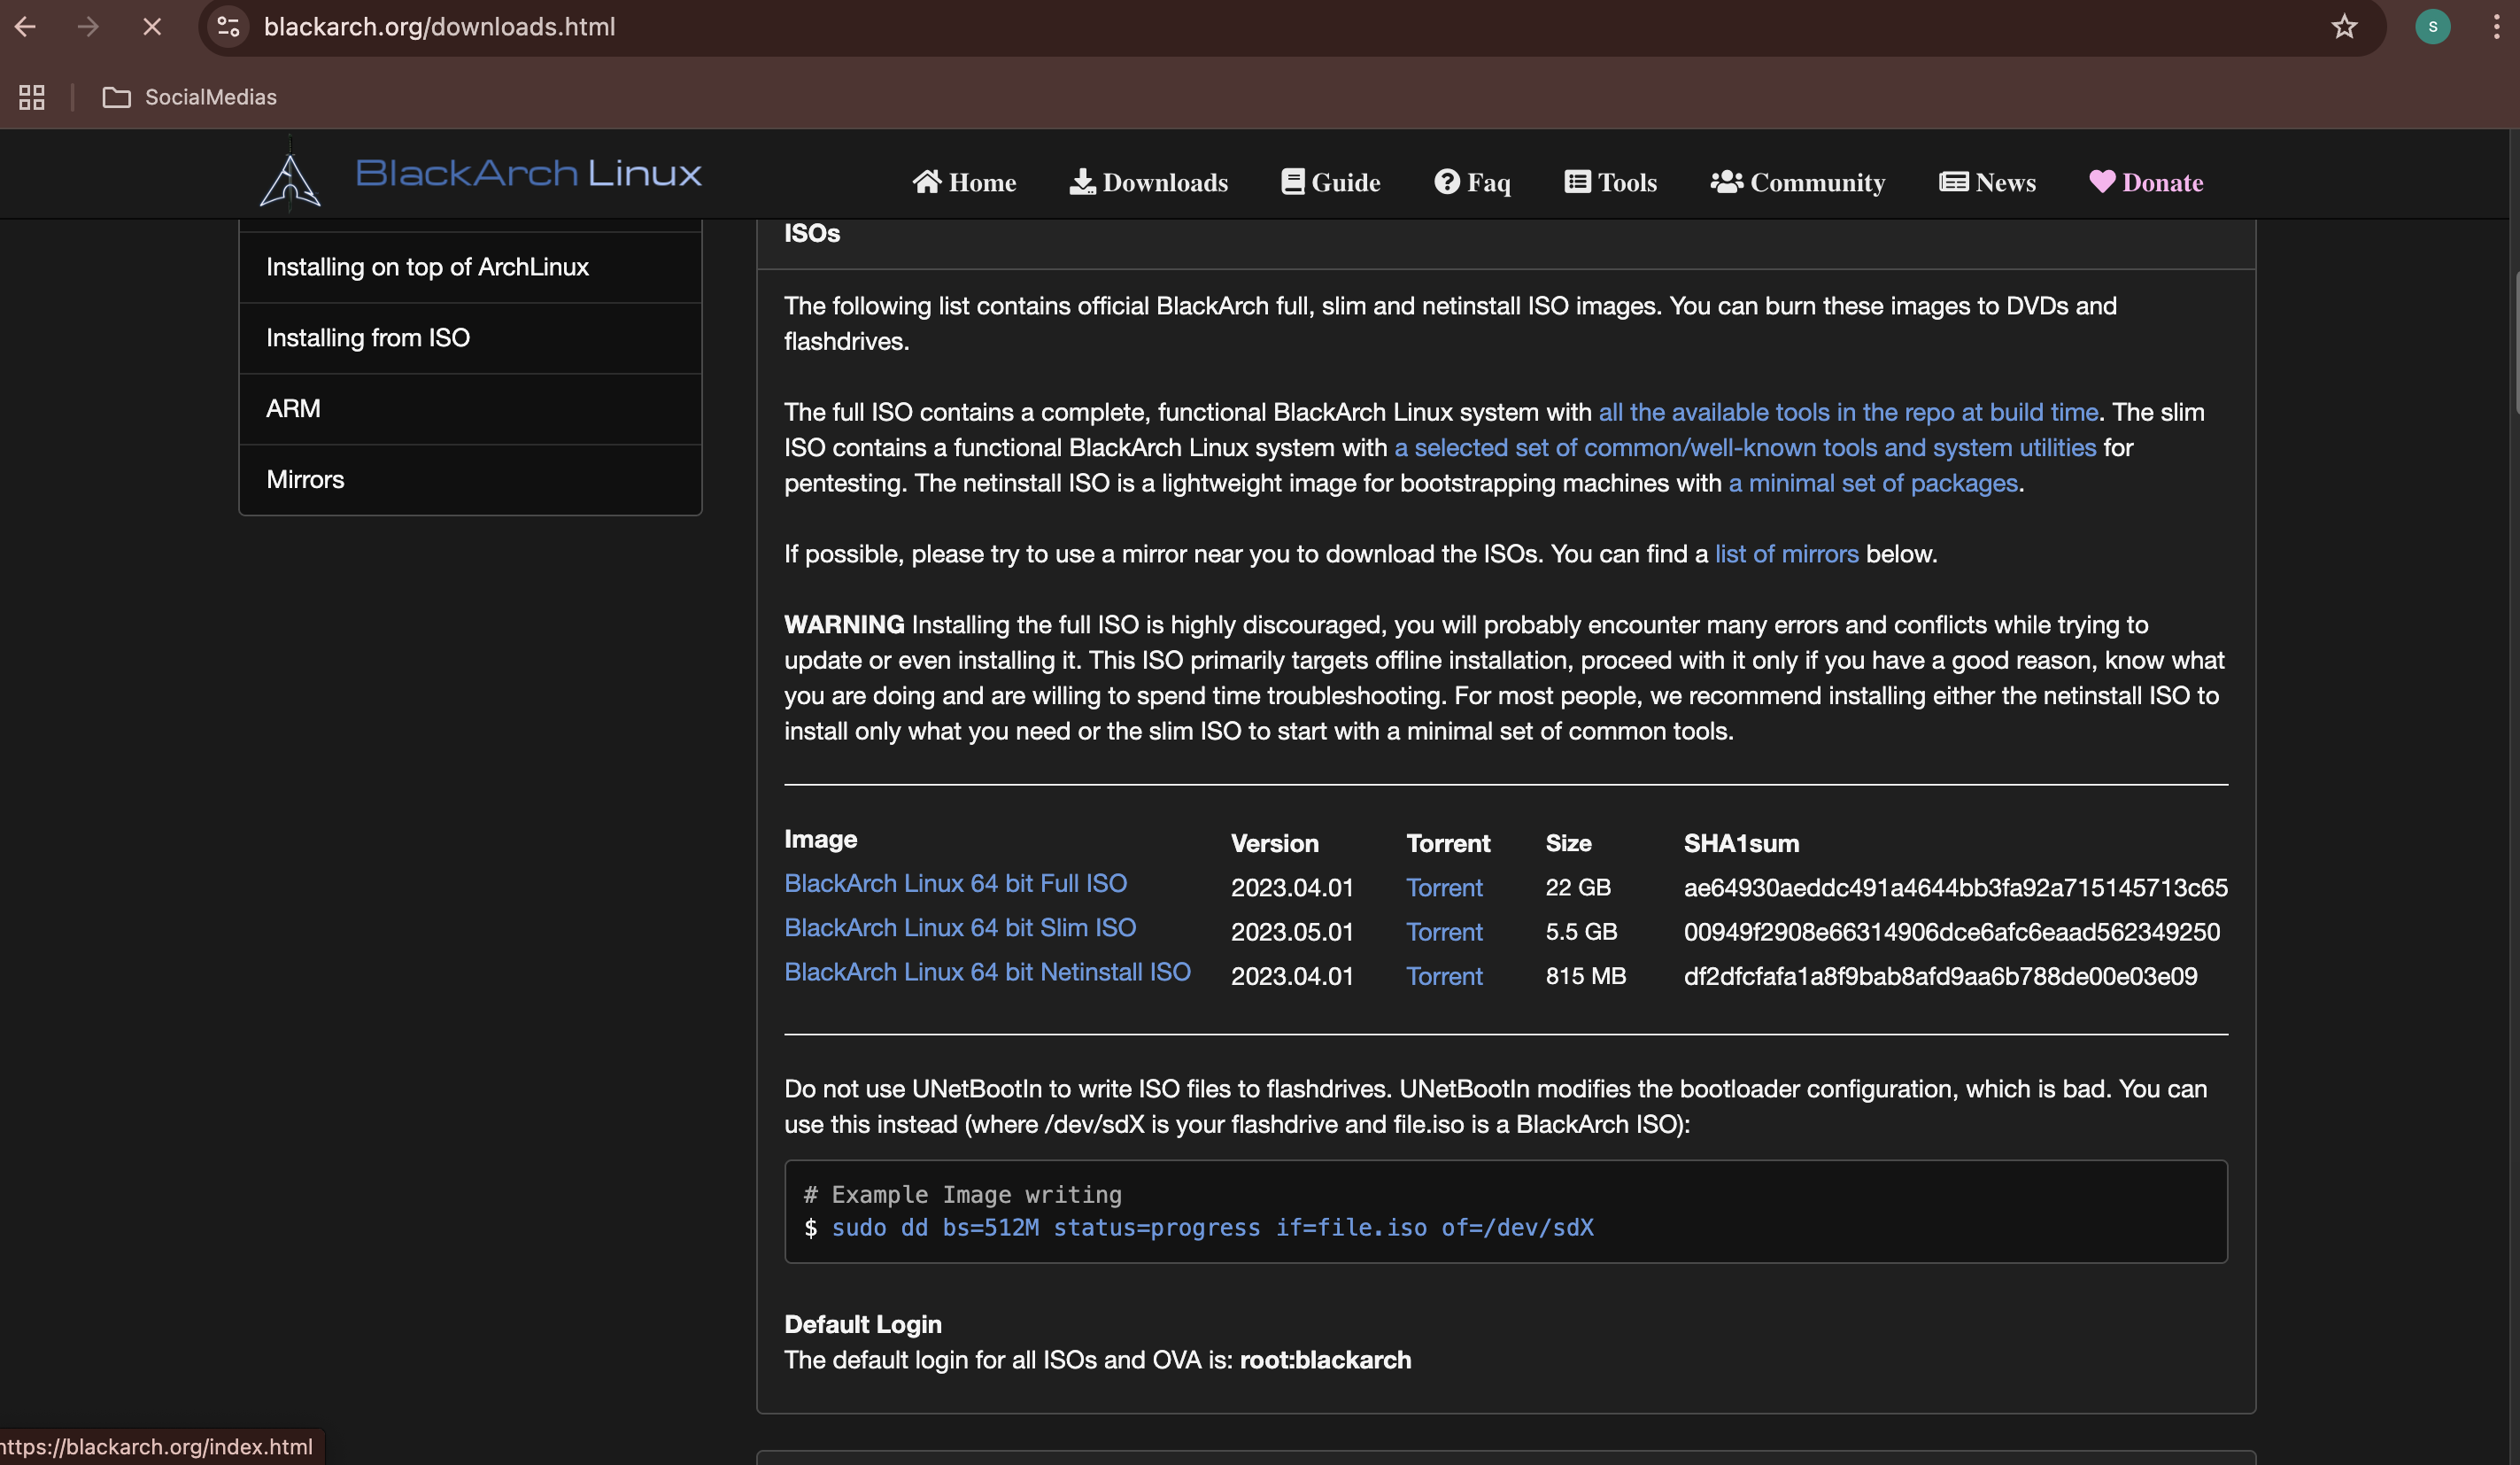 blackarch.org/downloads.html
S
SocialMedias
BlackArch Linux
Home
Downloads
Guide
Faq
Tools
Community
News
Donate
Installing on top of ArchLinux
Installing from ISO
ARM
Mirrors
ISOs
The following list contains official BlackArch full, slim and netinstall ISO images. You can burn these images to DVDs and
flashdrives.
The full ISO contains a complete, functional BlackArch Linux system with all the available tools in the repo at build time. The slim
ISO contains a functional BlackArch Linux system with a selected set of common/well-known tools and system utilities for
pentesting. The netinstall ISO is a lightweight image for bootstrapping machines with a minimal set of packages.
If possible, please try to use a mirror near you to download the ISOs. You can find a list of mirrors below.
WARNING Installing the full ISO is highly discouraged, you will probably encounter many errors and conflicts while trying to
update or even installing it. This ISO primarily targets offline installation, proceed with it only if you have a good reason, know what
you are doing and are willing to spend time troubleshooting. For most people, we recommend installing either the netinstall ISO to
install only what you need or the slim ISO to start with a minimal set of common tools.
Image Version Torrent Size SHA1sum
BlackArch Linux 64 bit Full ISO 2023.04.01 Torrent 22 GB ae64930aeddc491a4644bb3fa92a715145713c65
BlackArch Linux 64 bit Slim ISO 2023.05.01 Torrent 5.5 GB 00949f2908e66314906dce6afc6eaad562349250
BlackArch Linux 64 bit Netinstall ISO 2023.04.01 Torrent 815 MB df2dfcfafa1a8f9bab8afd9aa6b788de00e03e09
Do not use UNetBootIn to write ISO files to flashdrives. UNetBootIn modifies the bootloader configuration, which is bad. You can
use this instead (where /dev/sdX is your flashdrive and file.iso is a BlackArch ISO):
# Example Image writing
$ sudo dd bs=512M status=progress if=file.iso of=/dev/sdX
Default Login
The default login for all ISOs and OVA is: root:blackarch
https://blackarch.org/index.html